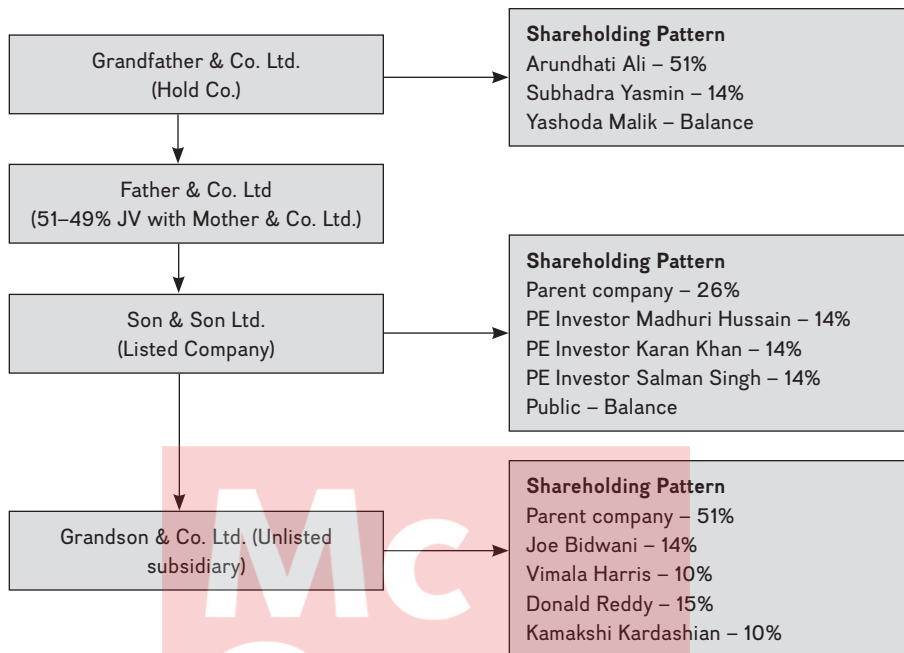 Grandfather & Co. Ltd.
(Hold Co.)
Shareholding Pattern
Arundhati Ali – 51%
Subhadra Yasmin – 14%
Yashoda Malik – Balance
Father & Co. Ltd
(51–49% JV with Mother & Co. Ltd.)
Son & Son Ltd.
(Listed Company)
Shareholding Pattern
Parent company – 26%
PE Investor Madhuri Hussain – 14%
PE Investor Karan Khan – 14%
PE Investor Salman Singh – 14%
Public – Balance
Grandson & Co. Ltd. (Unlisted
subsidiary)
Shareholding Pattern
Parent company – 51%
Joe Bidwani – 14%
Vimala Harris – 10%
Donald Reddy – 15%
Kamakshi Kardashian – 10%
Mc